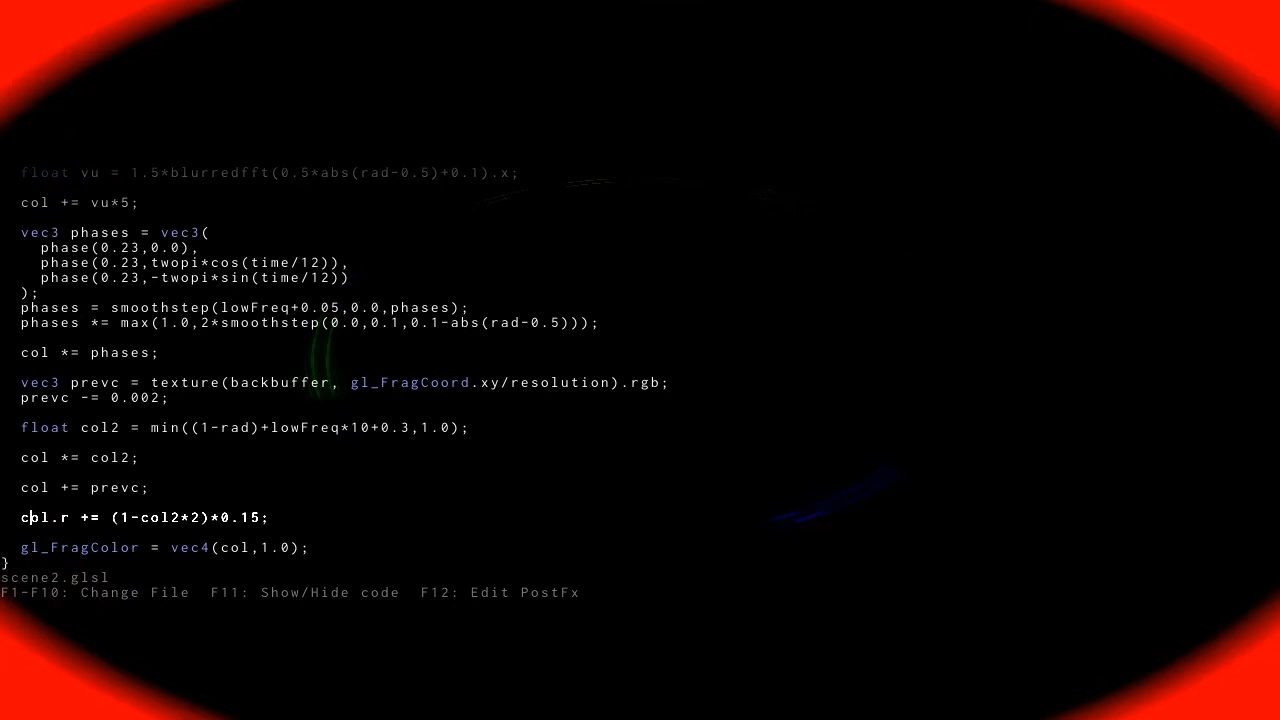 float vu = 1.5*blurredfft(0.5*abs(rad-0.5)+0.1).x;
col += vu*5;
vec3 phases = vec3(
phase(0.23,0.0),
phase(0.23,twopi*cos(time/12)),
phase(0.23,-twopi*sin(time/12))
);
phases = smoothstep(lowFreq+0.05,0.0,phases);
phases *= max(1.0,2*smoothstep(0.0,0.1,0.1-abs(rad-0.5)));
col *= phases;
vec3 prevc = texture(backbuffer, gl_FragCoord.xy/resolution).rgb;
prevc -= 0.002;
float col2 = min((1-rad)+lowFreq*10+0.3,1.0);
col *= col2;
col += prevc;
col.r += (1-col2*2)*0.15;
gl_FragColor = vec4(col,1.0);
}
scene2.glsl
F1-F10: Change File  F11: Show/Hide code  F12: Edit PostFx